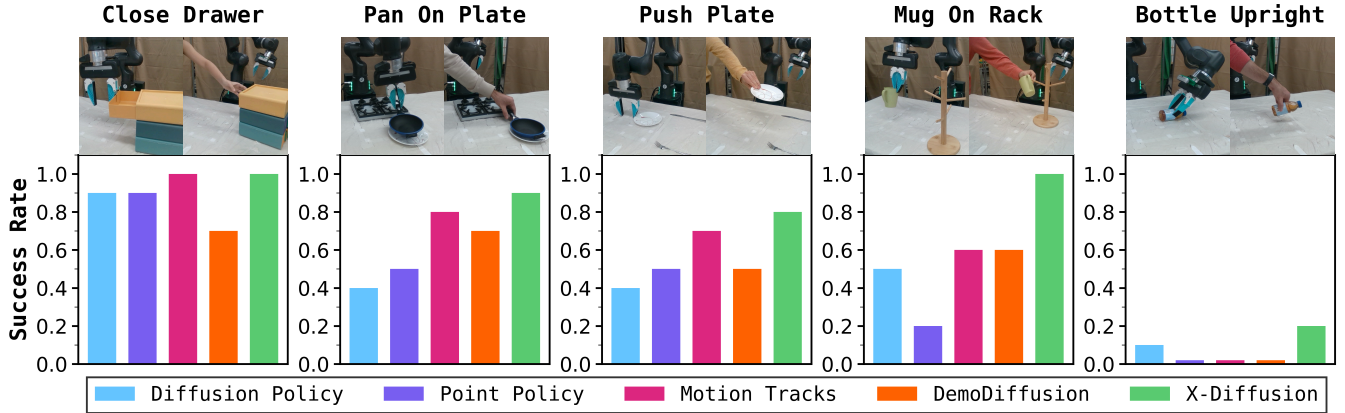 Close Drawer
Pan On Plate
Push Plate
Mug On Rack
Bottle Upright
Success Rate
1.0
0.8
0.6
0.4
0.2
0.0
1.0
0.8
0.6
0.4
0.2
0.0
1.0
0.8
0.6
0.4
0.2
0.0
1.0
0.8
0.6
0.4
0.2
0.0
1.0
0.8
0.6
0.4
0.2
0.0
Diffusion Policy
Point Policy
Motion Tracks
DemoDiffusion
X-Diffusion